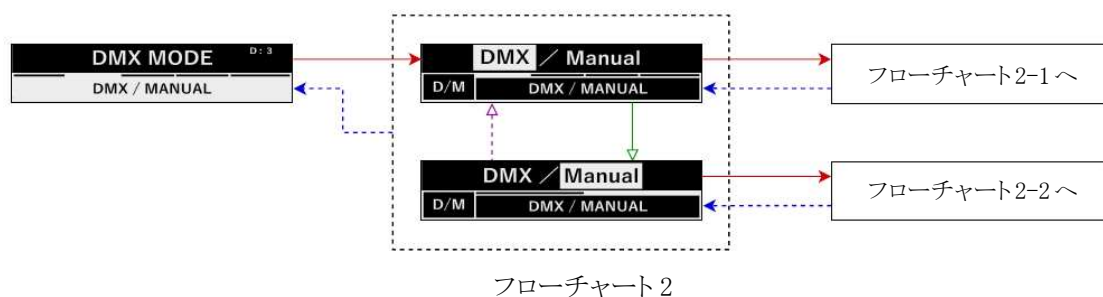 DMX MODE D:3
DMX / MANUAL
DMX / Manual
D/M DMX / MANUAL
フローチャート2-1 へ
DMX / Manual
D/M DMX / MANUAL
フローチャート2-2 へ
フローチャート 2